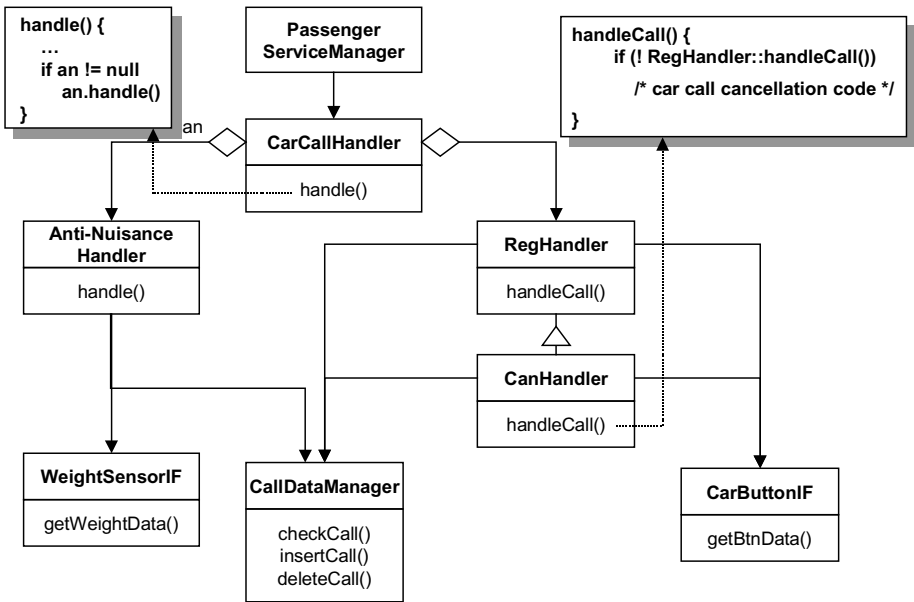 handle() {
…
if an != null
an.handle()
}
Passenger
ServiceManager
handleCall() {
if (! RegHandler::handleCall())
/* car call cancellation code */
}
an
CarCallHandler
handle()
Anti-Nuisance
Handler
handle()
RegHandler
handleCall()
CanHandler
handleCall()
WeightSensorIF
getWeightData()
CallDataManager
checkCall()
insertCall()
deleteCall()
CarButtonIF
getBtnData()